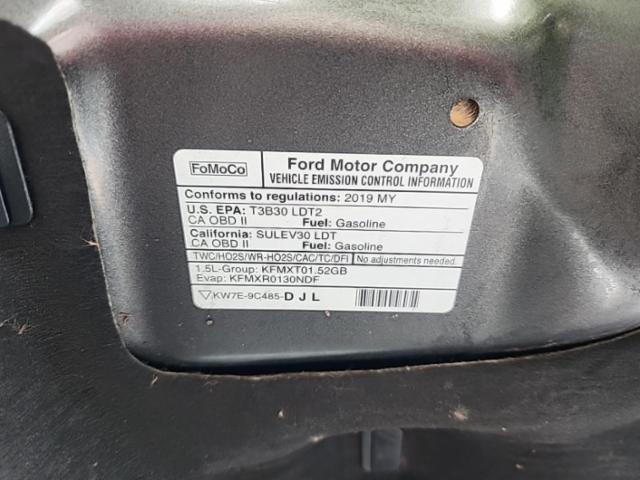 FoMoCo
Ford Motor Company
VEHICLE EMISSION CONTROL INFORMATION
Conforms to regulations: 2019 MY
U.S. EPA: T3B30 LDT2
CA OBD II Fuel: Gasoline
California: SULEV30 LDT
CA OBD II Fuel: Gasoline
TWC/HO2S/WR-HO2S/CAC/TC/DFI No adjustments needed.
1.5L-Group: KFMXT01.52GB
Evap: KFMXR0130NDF
KW7E-9C485-DJL